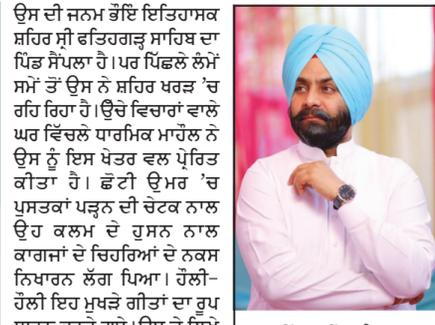 ਉਸ ਦੀ ਜਨਮ ਭੌਇੰ ਇਤਿਹਾਸਕ
ਸ਼ਹਿਰ ਸ੍ਰੀ ਫਤਿਹਗੜ੍ਹ ਸਾਹਿਬ ਦਾ
ਪਿੰਡ ਸੈਂਪਲਾ ਹੈ।ਪਰ ਪਿੱਛਲੇ ਲੰਮੇਂ
ਸਮੇਂ ਤੋਂ ਉਸ ਨੇ ਸ਼ਹਿਰ ਖਰੜ ’ਚ
ਰਹਿ ਰਿਹਾ ਹੈ।ਉੱਚੇ ਵਿਚਾਰਾਂ ਵਾਲੇ
ਘਰ ਵਿੱਚਲੇ ਧਾਰਮਿਕ ਮਾਹੌਲ ਨੇ
ਉਸ ਨੂੰ ਇਸ ਖੇਤਰ ਵਲ ਪ੍ਰੇਰਿਤ
ਕੀਤਾ ਹੈ। ਛੋਟੀ ਉਮਰ ’ਚ
ਪੁਸਤਕਾਂ ਪੜ੍ਹਨ ਦੀ ਚੇਟਕ ਨਾਲ
ਉਹ ਕਲਮ ਦੇ ਹੁਸਨ ਨਾਲ
ਕਾਗਜਾਂ ਦੇ ਚਿਹਰਿਆਂ ਦੇ ਨਕਸ
ਨਿਖਾਰਨ ਲੱਗ ਪਿਆ। ਹੌਲੀ-
ਹੌਲੀ ਇਹ ਮੁਖੜੇ ਗੀਤਾਂ ਦਾ ਰੂਪ